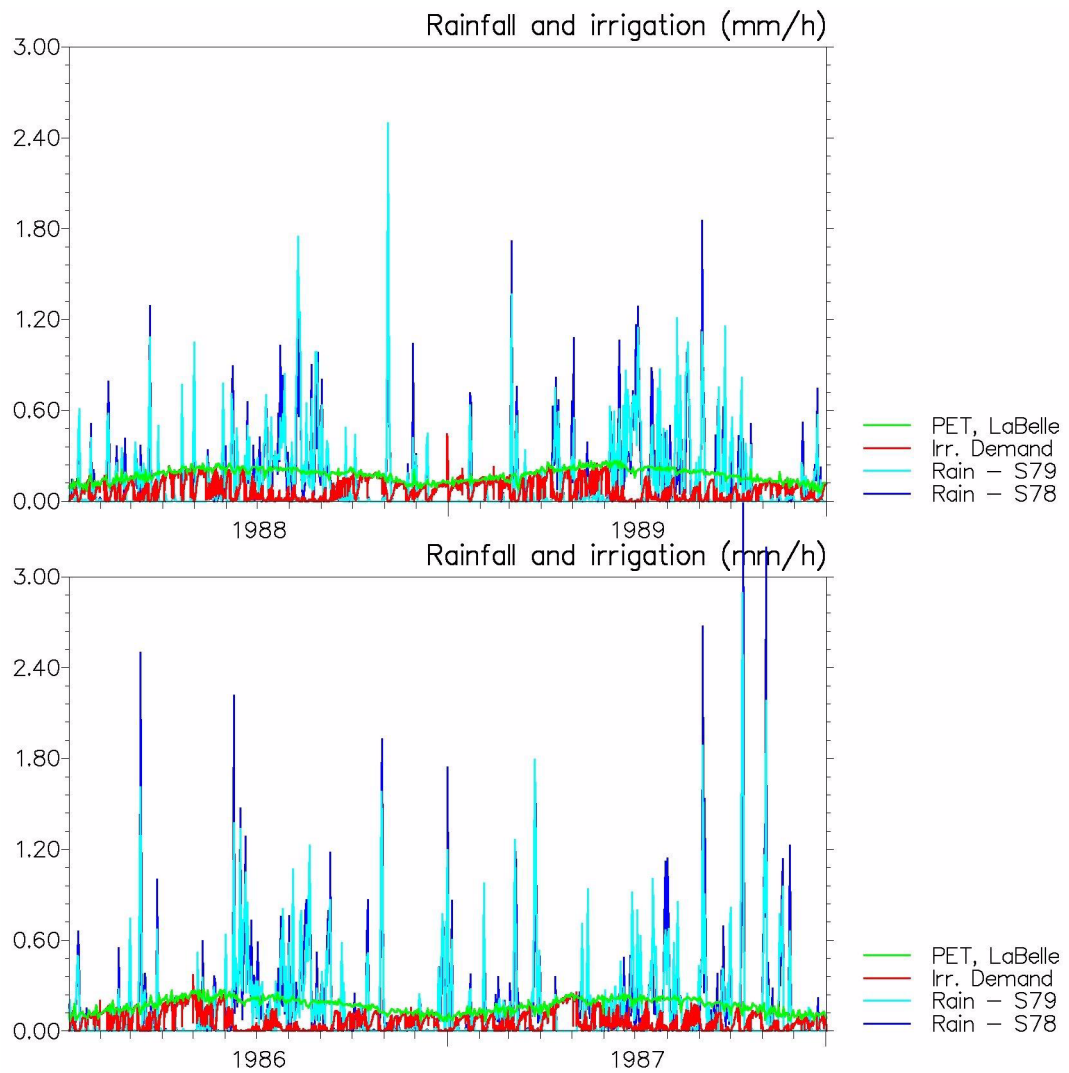 Rainfall and irrigation (mm/h)
3.00
2.40
1.80
1.20
0.60
0.00
1988
1989
PET, LaBelle
Irr. Demand
Rain – S79
Rain – S78
Rainfall and irrigation (mm/h)
3.00
2.40
1.80
1.20
0.60
0.00
1986
1987
PET, LaBelle
Irr. Demand
Rain – S79
Rain – S78